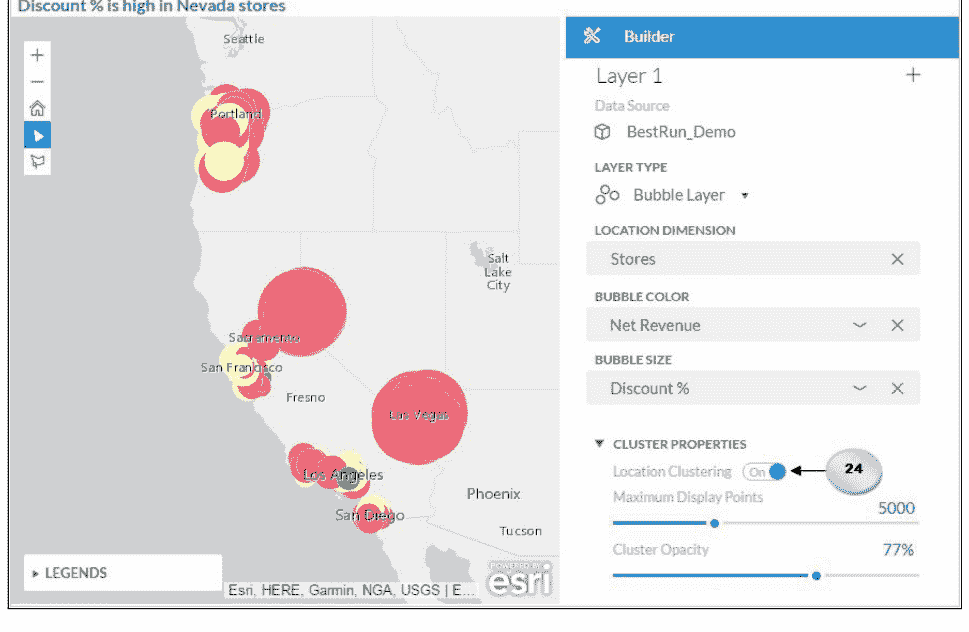 Discount % is high in Nevada stores
Seattle
Portland
Salt
Lake
City
Sacramento
San Francisco
Fresno
Las Vegas
Los Angeles
Phoenix
San Diego
Tucson
LEGENDS
Esri, HERE, Garmin, NGA, USGS | E...
POWERED BY
esri
Builder
Layer 1
Data Source
BestRun_Demo
LAYER TYPE
Bubble Layer
LOCATION DIMENSION
Stores
BUBBLE COLOR
Net Revenue
BUBBLE SIZE
Discount %
CLUSTER PROPERTIES
Location Clustering On 24
Maximum Display Points
5000
Cluster Opacity 77%